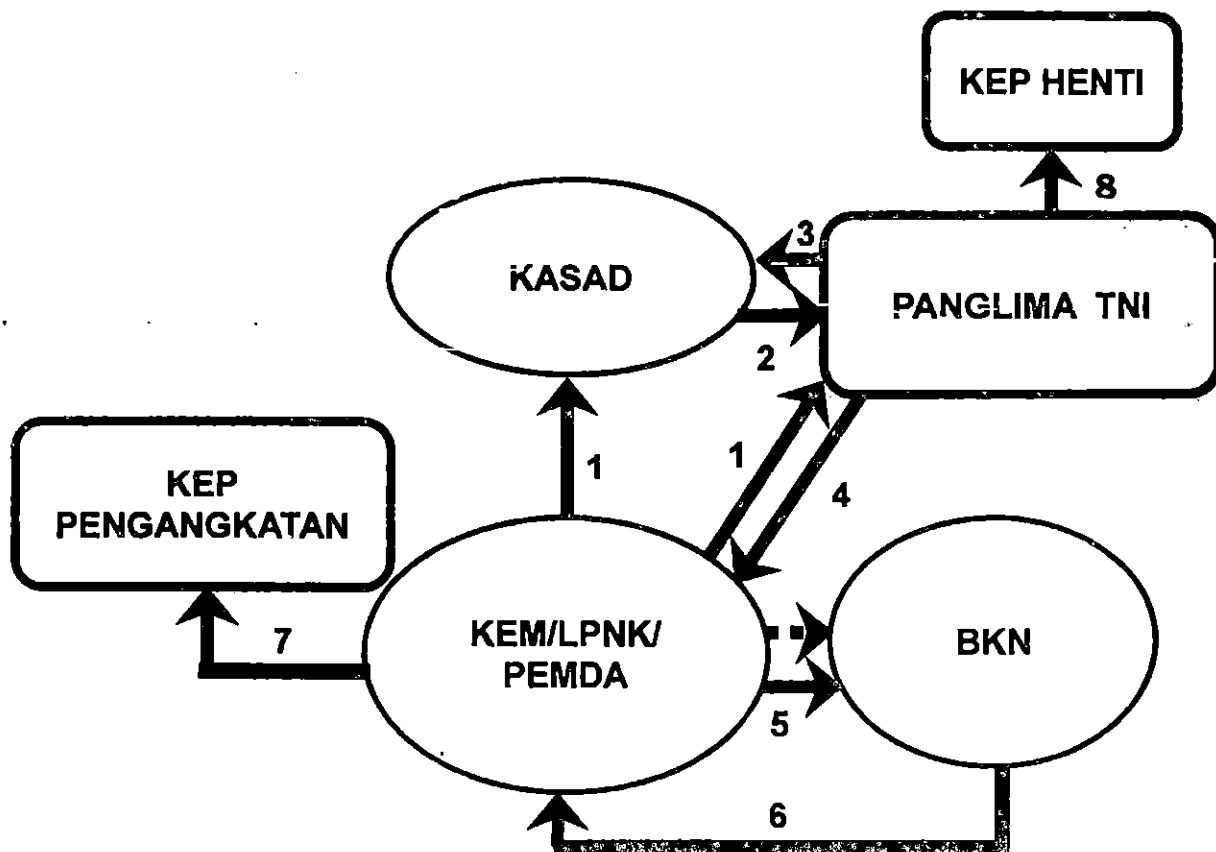 KEP HENTI
8
3
KASAD
PANGLIMA TNI
2
1
1
4
KEP
PENGANGKATAN
7
KEM/LPNK/
PEMDA
BKN
5
6